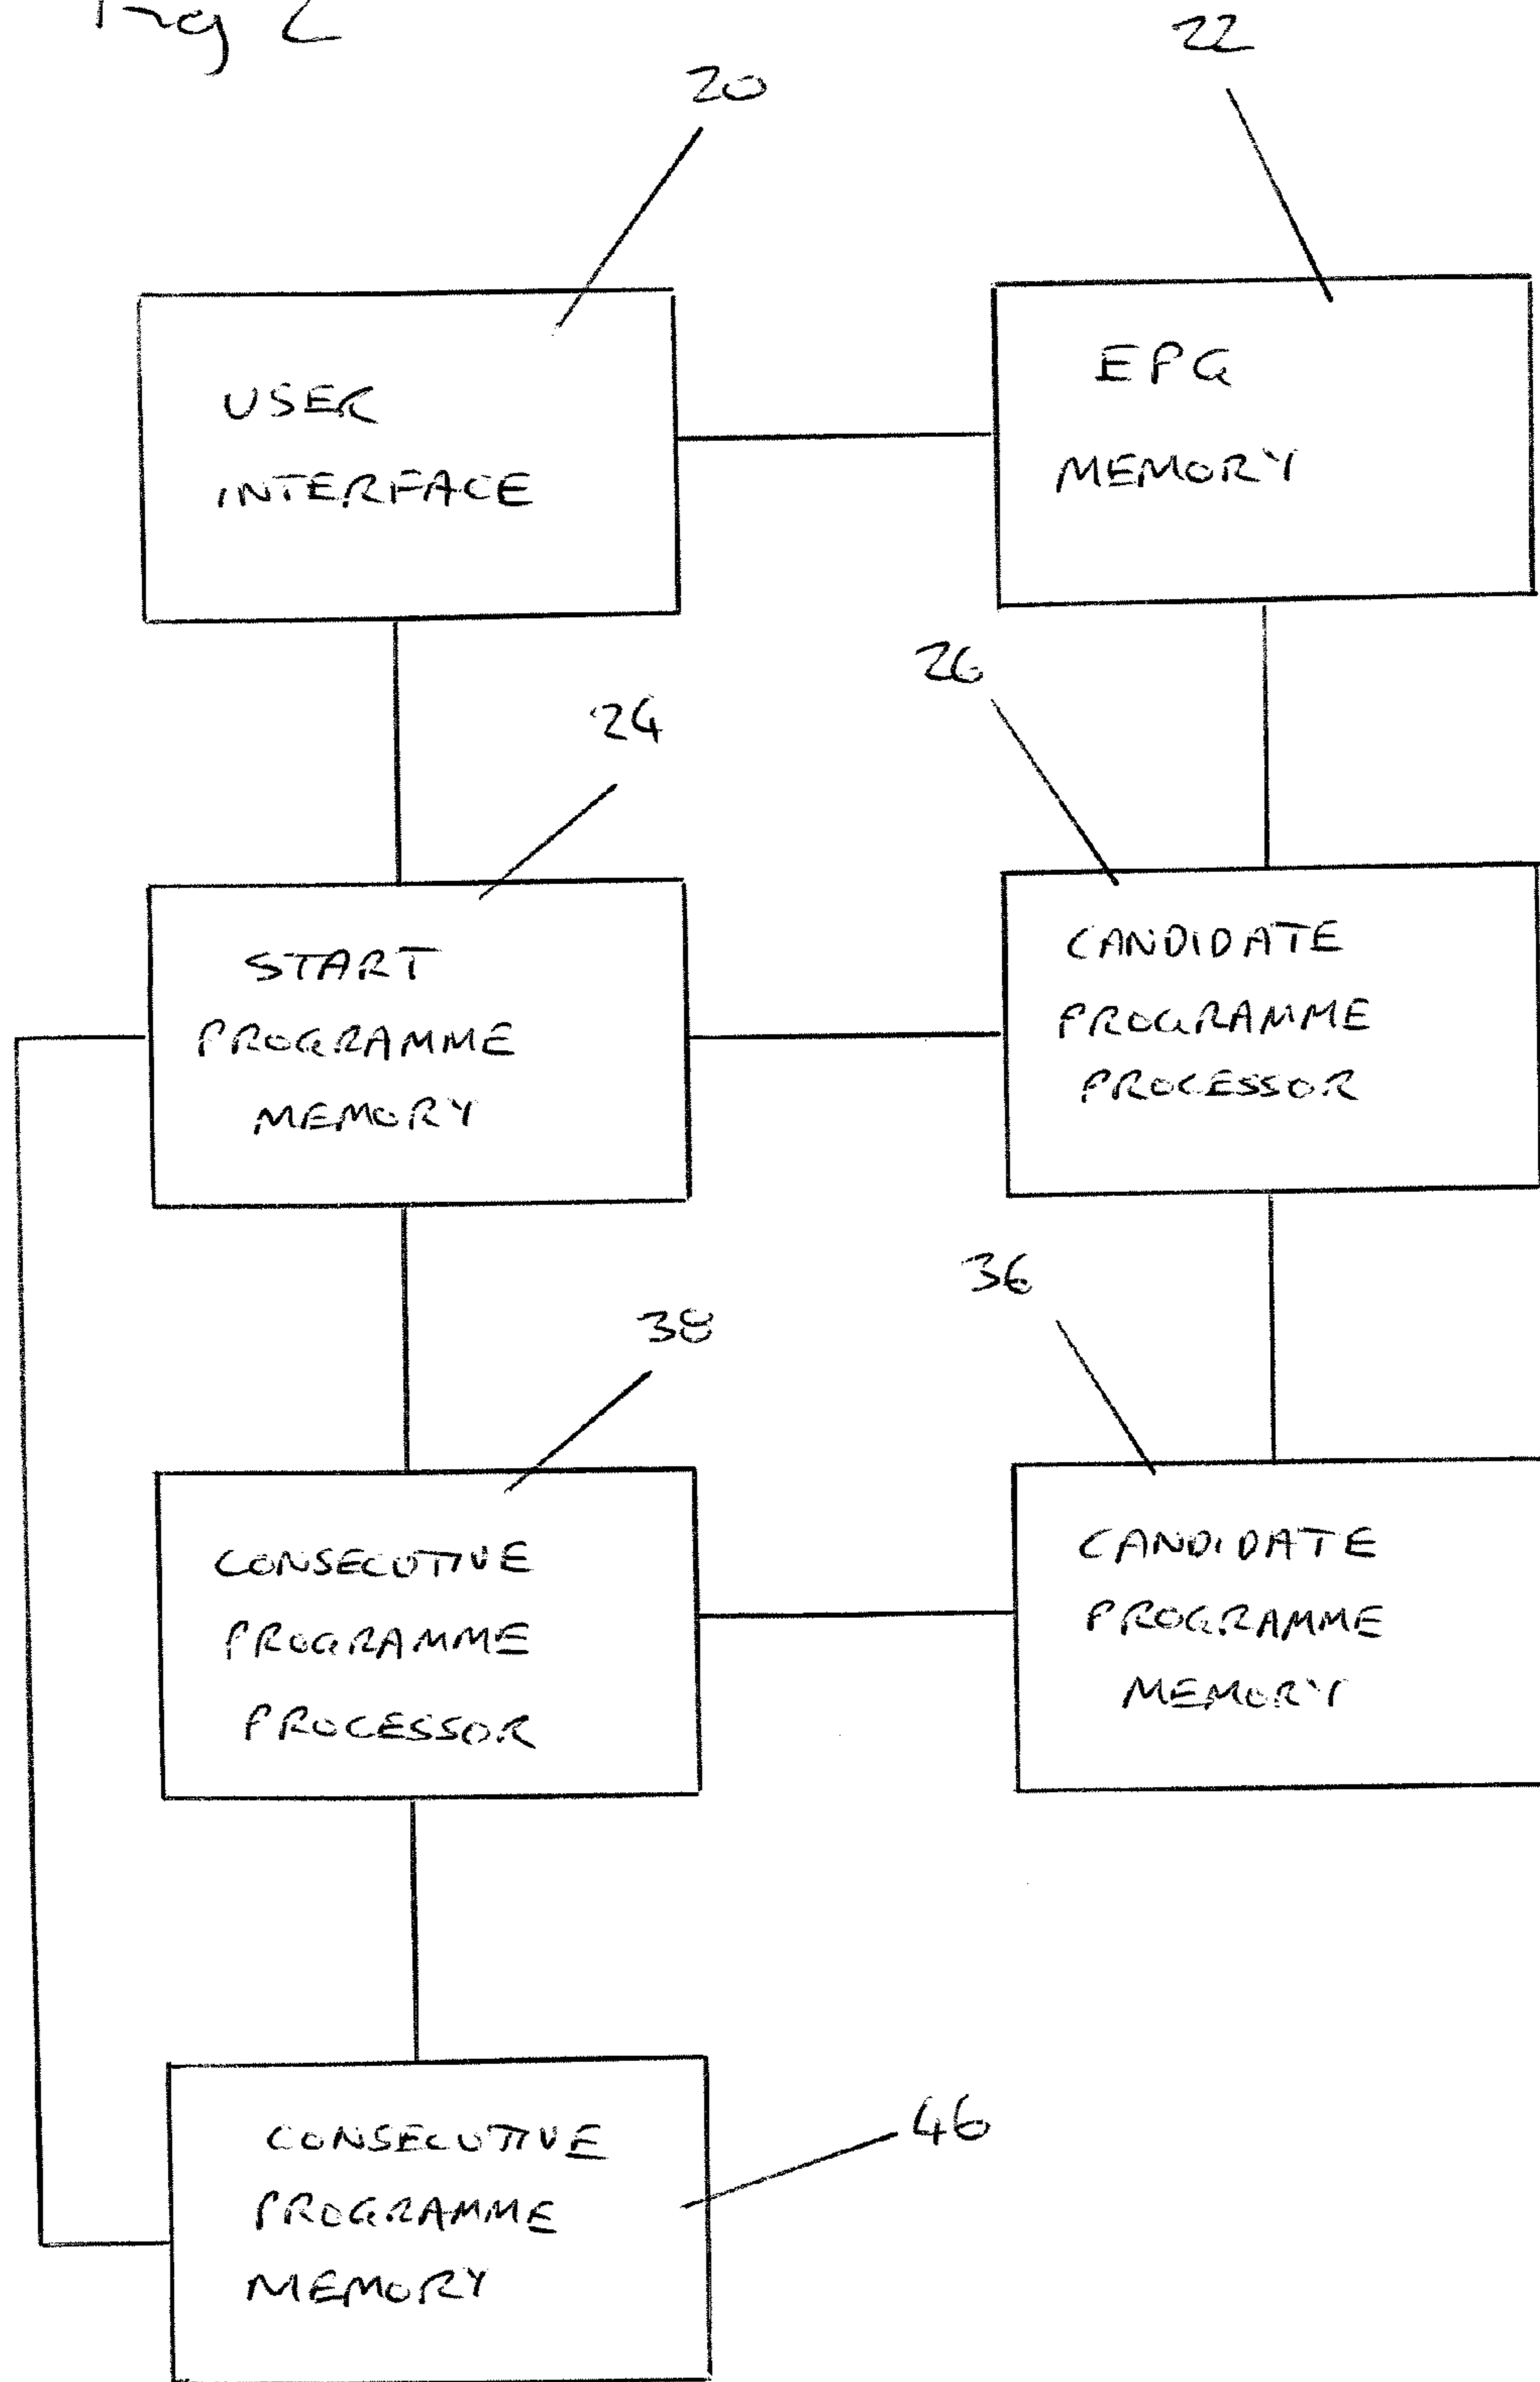 Fig 2
22
20
USER
INTERFACE
EPG
MEMORY
26
24
START
PROGRAMME
MEMORY
CANDIDATE
PROGRAMME
PROCESSOR
36
38
CONSECUTIVE
PROGRAMME
PROCESSOR
CANDIDATE
PROGRAMME
MEMORY
CONSECUTIVE
PROGRAMME
MEMORY
46